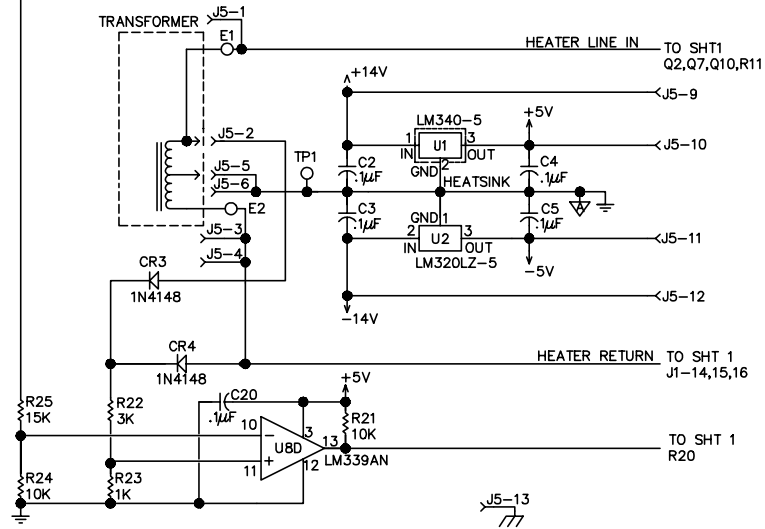 J5-1
TRANSFORMER
E1
HEATER LINE IN
TO SHT1
Q2,Q7,Q10,R11
+14V
J5-9
LM340-5
+5V
J5-2
1
U1
3
J5-10
IN
OUT
TP1
J5-5
C2
.1µF
GND
2
C4
.1µF
J5-6
HEATSINK
E2
C3
.1µF
GND
1
C5
.1µF
A
J5-3
2
U2
3
J5-11
IN
OUT
J5-4
LM320LZ-5
-5V
CR3
1N4148
J5-12
-14V
CR4
1N4148
HEATER RETURN
TO SHT 1
J1-14,15,16
+5V
R25
15K
R22
3K
C20
.1µF
R21
10K
10
-
3
U8D
13
TO SHT 1
R20
11
+
12
LM339AN
R24
10K
R23
1K
J5-13